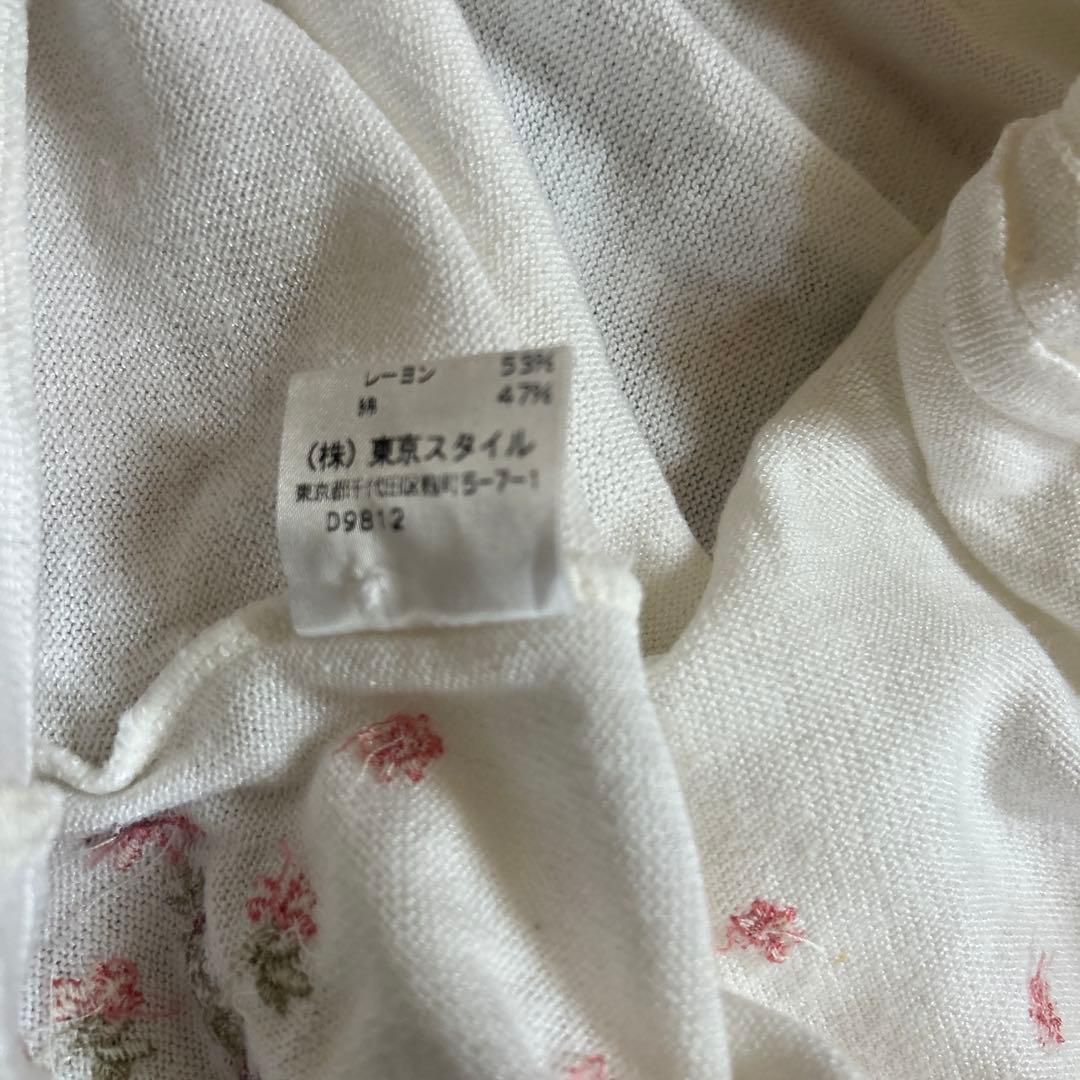 レーヨン 53%
綿 47%
(株) 東京スタイル
東京都千代田区麹町5-7-1
D9812